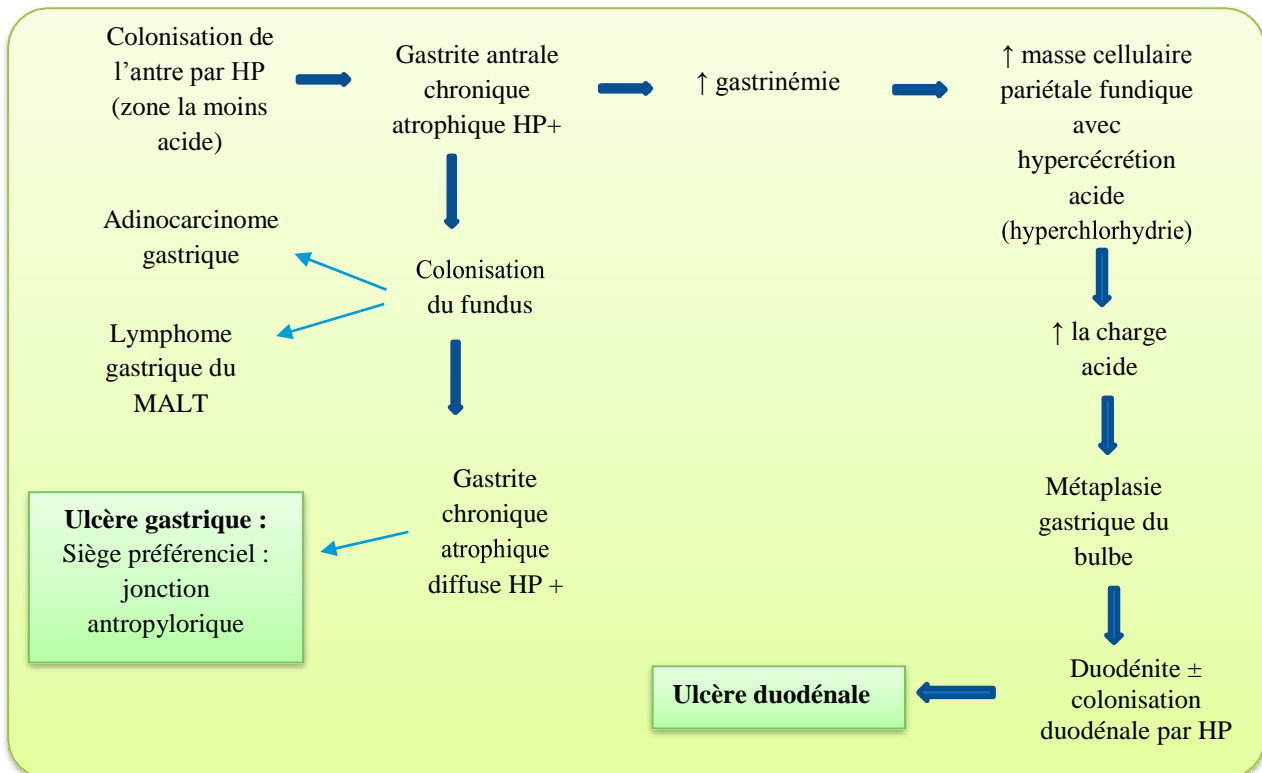 Colonisation de
l’antre par HP
(zone la moins
acide)
Gastrite antrale
chronique
atrophique HP+
↑ gastrinémie
↑ masse cellulaire
pariétale fundique
avec
hypercécrétion
acide
(hyperchlorhydrie)
Adinocarcinome
gastrique
Colonisation
du fundus
Lymphome
gastrique du
MALT
↑ la charge
acide
Gastrite
chronique
atrophique
diffuse HP +
Métaplasie
gastrique du
bulbe
Ulcère gastrique :
Siège préférenciel :
jonction
antropylorique
Ulcère duodénale
Duodénite ±
colonisation
duodénale par HP